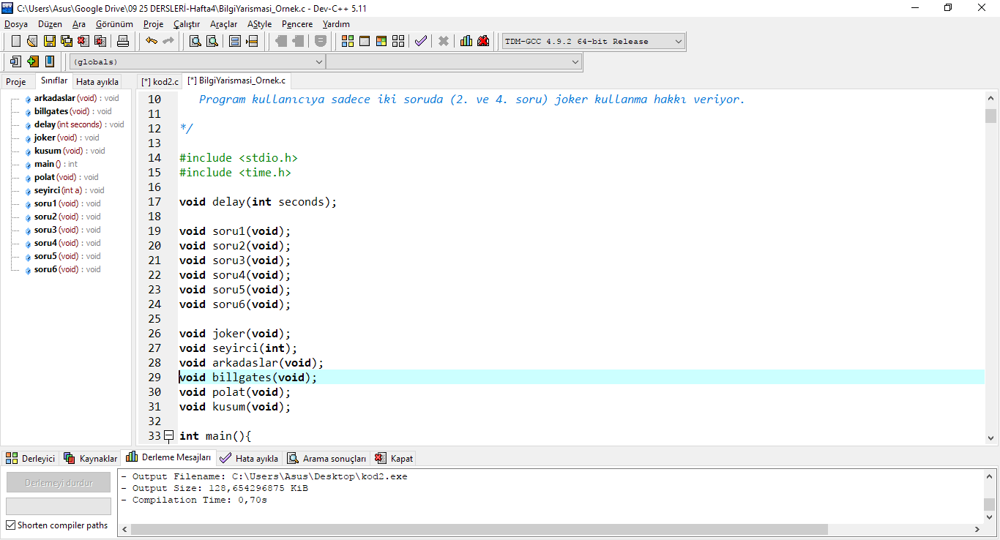 C:\Users\Asus\Google Drive\09 25 DERSLERİ-Hafta4\BilgiYarismasi_Ornek.c - Dev-C++ 5.11
Dosya Düzen Ara Görünüm Proje Çalıştır Araçlar AStyle Pencere Yardım
TDM-GCC 4.9.2 64-bit Release
(globals)
Proje Sınıflar Hata ayıkla
[*] kod2.c [*] BilgiYarismasi_Ornek.c
arkadaslar (void) : void
billgates (void) : void
delay (int seconds) : void
joker (void) : void
kusum (void) : void
main () : int
polat (void) : void
seyirci (int a) : void
soru1 (void) : void
soru2 (void) : void
soru3 (void) : void
soru4 (void) : void
soru5 (void) : void
soru6 (void) : void
10 Program kullanıcıya sadece iki soruda (2. ve 4. soru) joker kullanma hakkı veriyor.
11
12 */
13
14 #include <stdio.h>
15 #include <time.h>
16
17 void delay(int seconds);
18
19 void soru1(void);
20 void soru2(void);
21 void soru3(void);
22 void soru4(void);
23 void soru5(void);
24 void soru6(void);
25
26 void joker(void);
27 void seyirci(int);
28 void arkadaslar(void);
29 void billgates(void);
30 void polat(void);
31 void kusum(void);
32
33 int main(){
Derleyici Kaynaklar Derleme Mesajları Hata ayıkla Arama sonuçları Kapat
Derlemeyi durdur
Shorten compiler paths
- Output Filename: C:\Users\Asus\Desktop\kod2.exe
- Output Size: 128,654296875 KiB
- Compilation Time: 0,70s